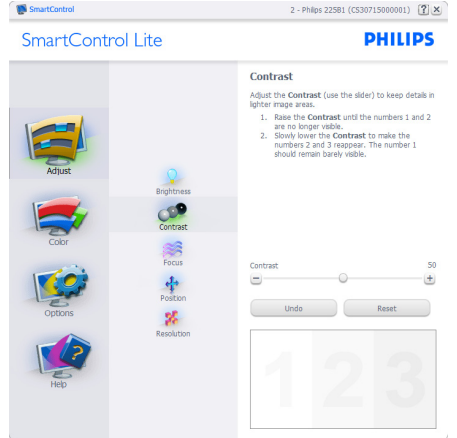 SmartControl
2 - Philips 225B1 (CS30715000001)
?
SmartControl Lite
PHILIPS
Adjust
Color
Options
?
Help
Brightness
Contrast
Focus
Position
Resolution
Contrast
Adjust the Contrast (use the slider) to keep details in
lighter image areas.
1. Raise the Contrast until the numbers 1 and 2
are no longer visible.
2. Slowly lower the Contrast to make the
numbers 2 and 3 reappear. The number 1
should remain barely visible.
Contrast 50
Undo Reset
1 2 3